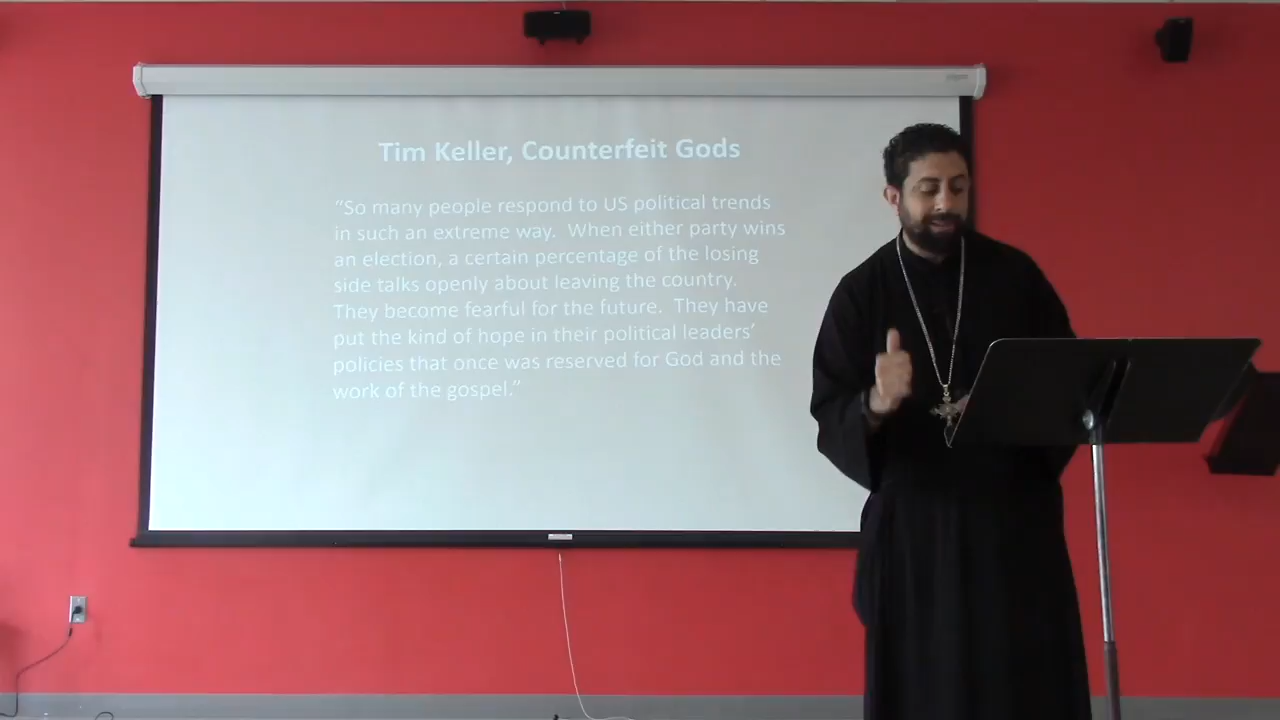 Tim Keller, Counterfeit Gods
“So many people respond to US political trends
in such an extreme way.  When either party wins
an election, a certain percentage of the losing
side talks openly about leaving the country.
They become fearful for the future.  They have
put the kind of hope in their political leaders’
policies that once was reserved for God and the
work of the gospel.”